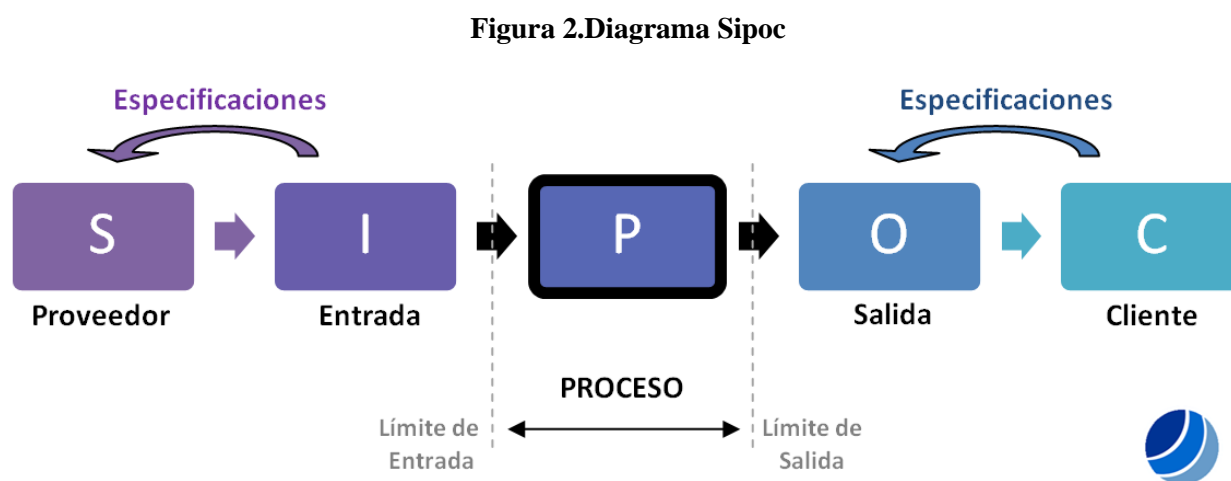 Figura 2.Diagrama Sipoc
Especificaciones
Especificaciones
S
I
P
O
C
Proveedor
Entrada
Salida
Cliente
PROCESO
Límite de
Entrada
Límite de
Salida